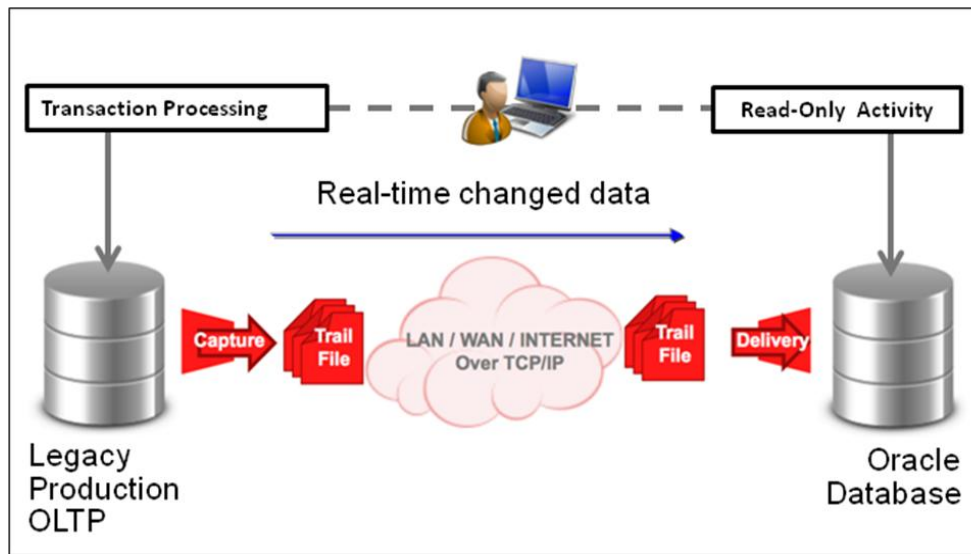 Transaction Processing
Read-Only Activity
Real-time changed data
Capture
Trail
File
LAN / WAN / INTERNET
Over TCP/IP
Trail
File
Delivery
Legacy
Production
OLTP
Oracle
Database